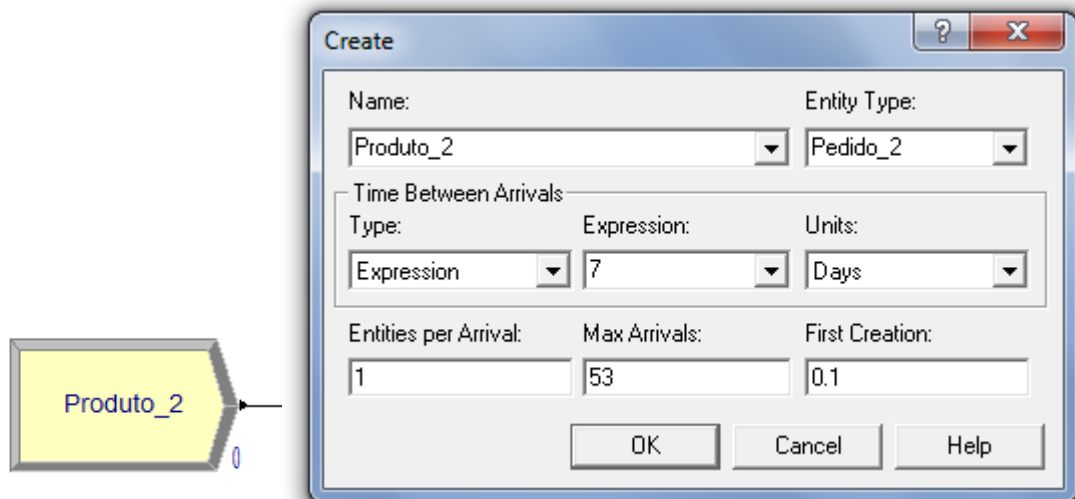 Create
?
X
Name:
Entity Type:
Produto_2
Pedido_2
Time Between Arrivals
Type:
Expression:
Units:
Expression
7
Days
Entities per Arrival:
Max Arrivals:
First Creation:
1
53
0.1
OK
Cancel
Help
Produto_2
0